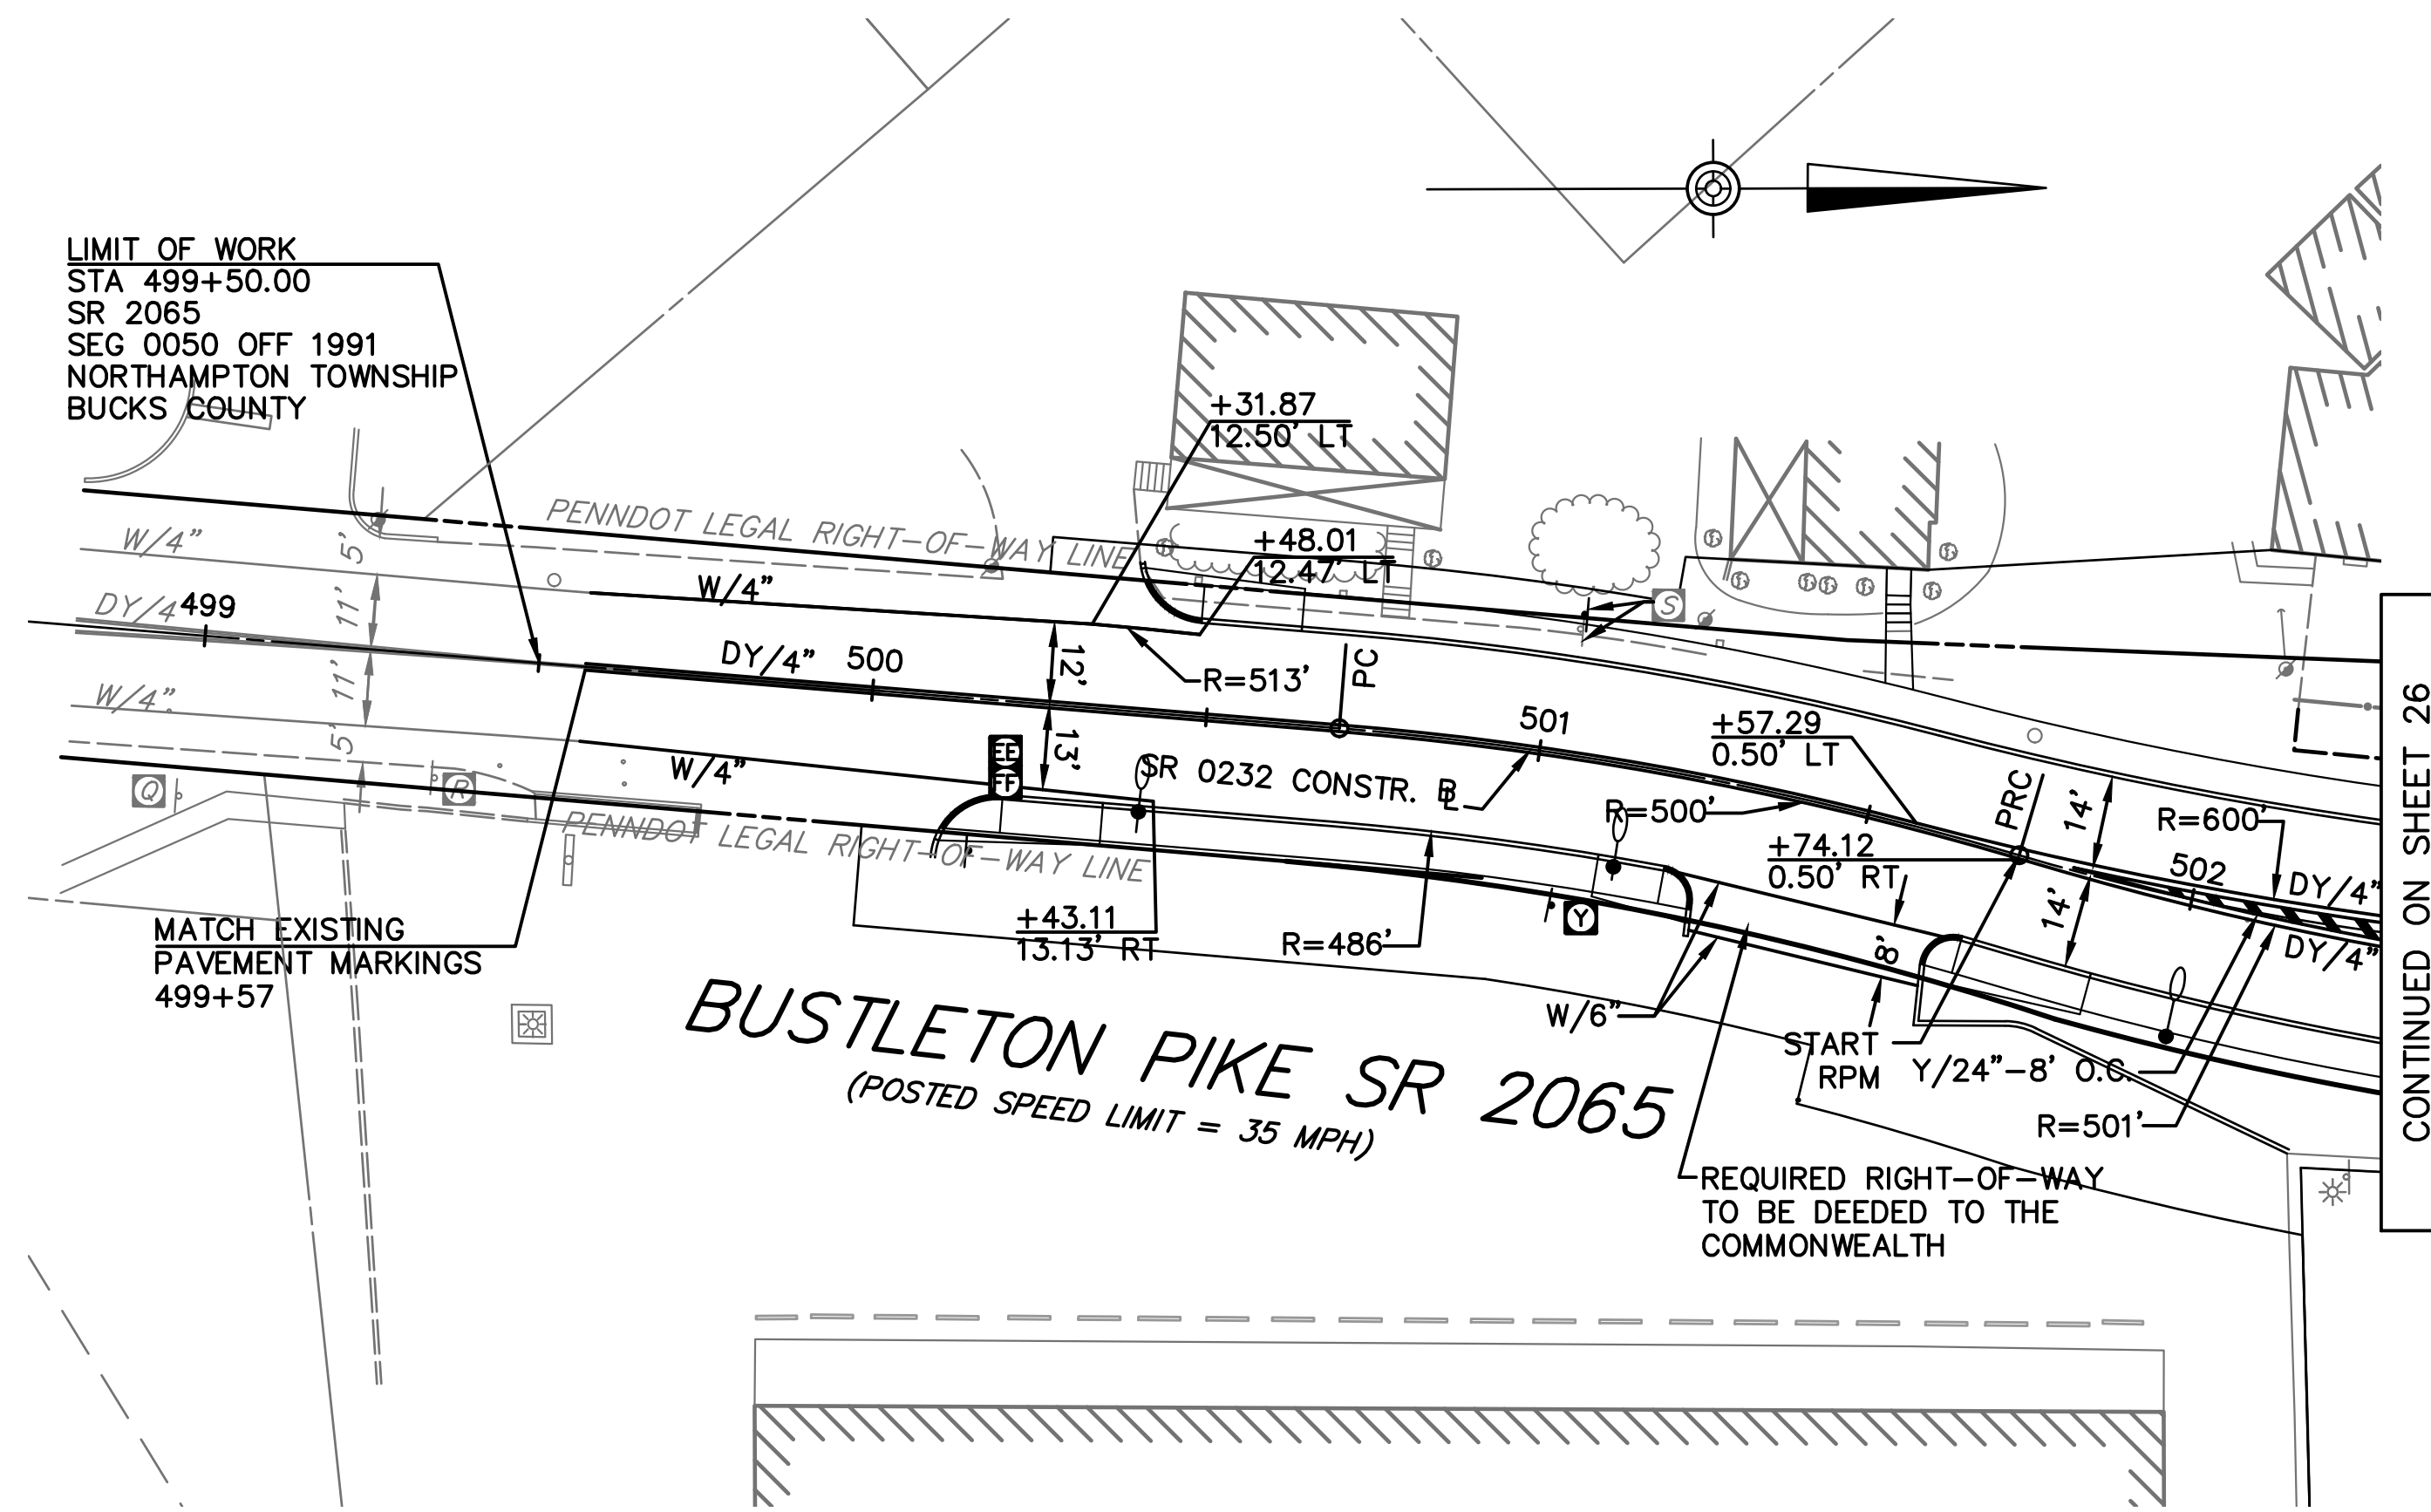 LIMIT OF WORK
STA 499+50.00
SR 2065
SEG 0050 OFF 1991
NORTHAMPTON TOWNSHIP
BUCKS COUNTY
+31.87
12.50' LT
PENNDOT LEGAL RIGHT-OF-WAY LINE
+48.01
12.47' LT
W/4"
5'
W/4"
S
DY/4
499
11'
DY/4"
500
12'
R=513'
PC
11'
W/4"
5'
W/4"
13'
EE
FF
SR 0232 CONSTR. BL
501
+57.29
0.50' LT
R=500'
PRC
14'
R=600'
Q
R
PENNDOT LEGAL RIGHT-OF-WAY LINE
+74.12
0.50' RT
502
DY/4"
14'
DY/4"
+43.11
13.13' RT
R=486'
Y
8'
MATCH EXISTING
PAVEMENT MARKINGS
499+57
W/6"
START
RPM
Y/24"-8' O.C.
R=501'
BUSTLETON PIKE SR 2065
(POSTED SPEED LIMIT = 35 MPH)
REQUIRED RIGHT-OF-WAY
TO BE DEEDED TO THE
COMMONWEALTH
CONTINUED ON SHEET 26